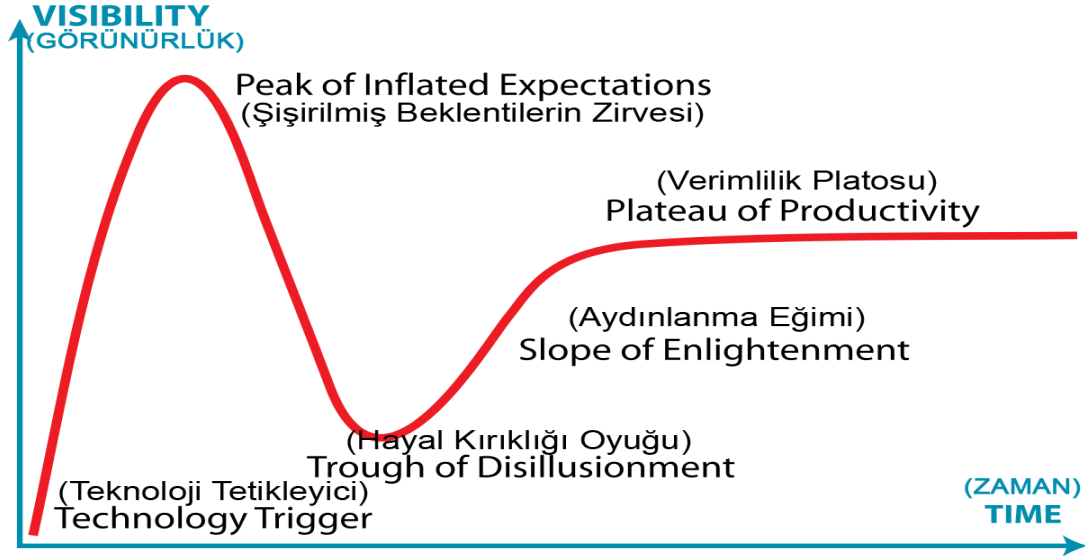 VISIBILITY
(GÖRÜNÜRLÜK)
Peak of Inflated Expectations
(Şişirilmiş Beklentilerin Zirvesi)
(Verimlilik Platosu)
Plateau of Productivity
(Aydınlanma Eğimi)
Slope of Enlightenment
(Hayal Kırıklığı Oyuğu)
Trough of Disillusionment
(Teknoloji Tetikleyici)
Technology Trigger
(ZAMAN)
TIME